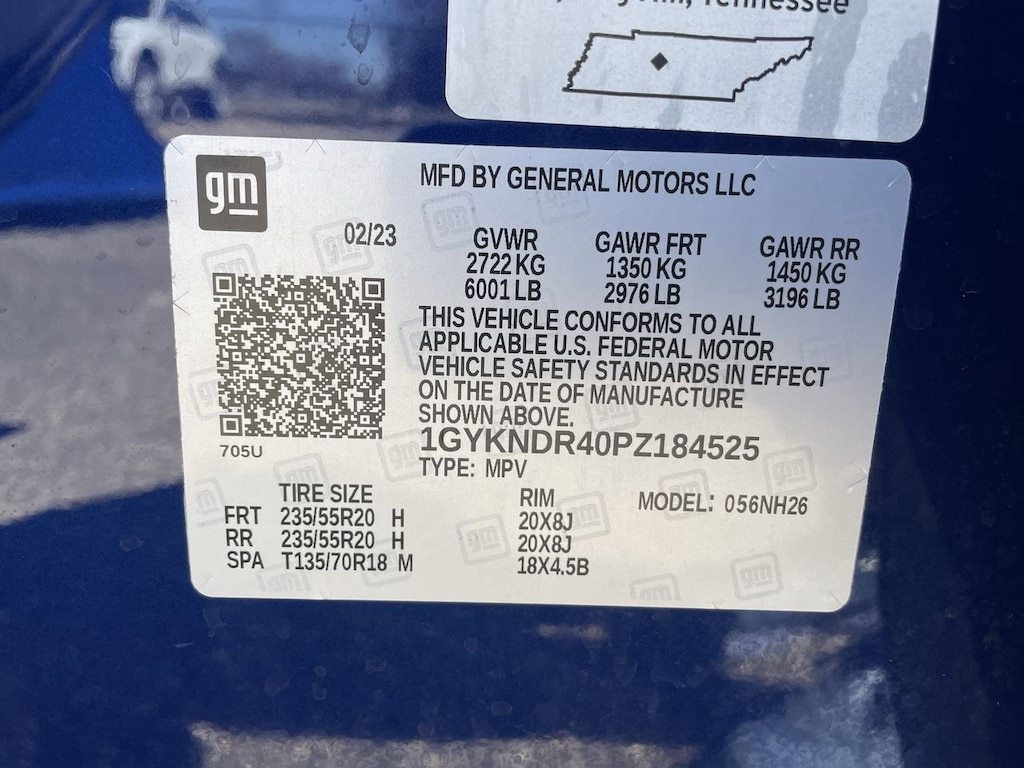 Tennessee
gm
MFD BY GENERAL MOTORS LLC
02/23
GVWR GAWR FRT GAWR RR
2722 KG 1350 KG 1450 KG
6001 LB 2976 LB 3196 LB
THIS VEHICLE CONFORMS TO ALL
APPLICABLE U.S. FEDERAL MOTOR
VEHICLE SAFETY STANDARDS IN EFFECT
ON THE DATE OF MANUFACTURE
SHOWN ABOVE.
705U
1GYKNDR40PZ184525
TYPE: MPV
TIRE SIZE RIM MODEL: 056NH26
FRT 235/55R20 H 20X8J
RR 235/55R20 H 20X8J
SPA T135/70R18 M 18X4.5B